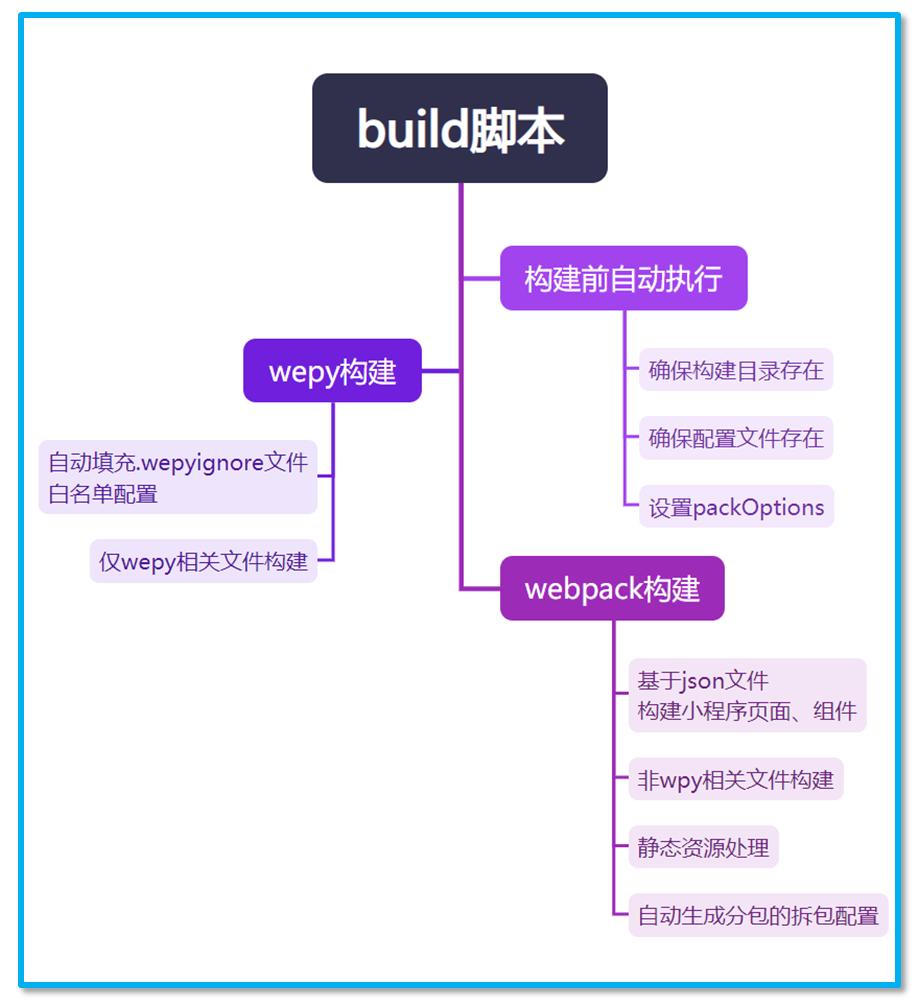 build脚本
构建前自动执行
确保构建目录存在
确保配置文件存在
设置packOptions
wepy构建
自动填充.wepyignore文件
白名单配置
仅wepy相关文件构建
webpack构建
基于json文件
构建小程序页面、组件
非wpy相关文件构建
静态资源处理
自动生成分包的拆包配置